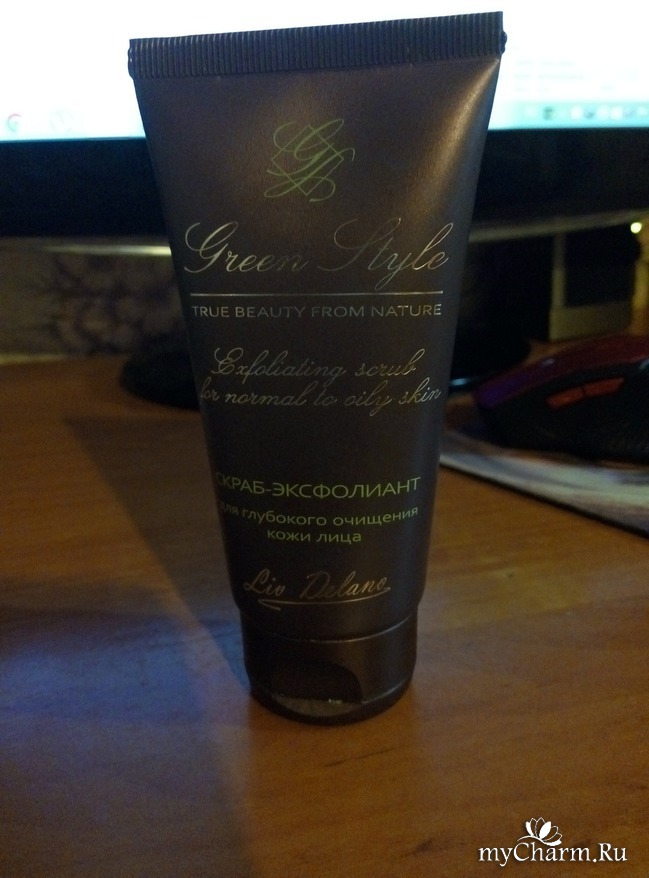 Green Style
TRUE BEAUTY FROM NATURE
Exfoliating scrub
for normal to oily skin
СКРАБ-ЭКСФОЛИАНТ
для глубокого очищения
кожи лица
Liv Delano
myCharm.Ru